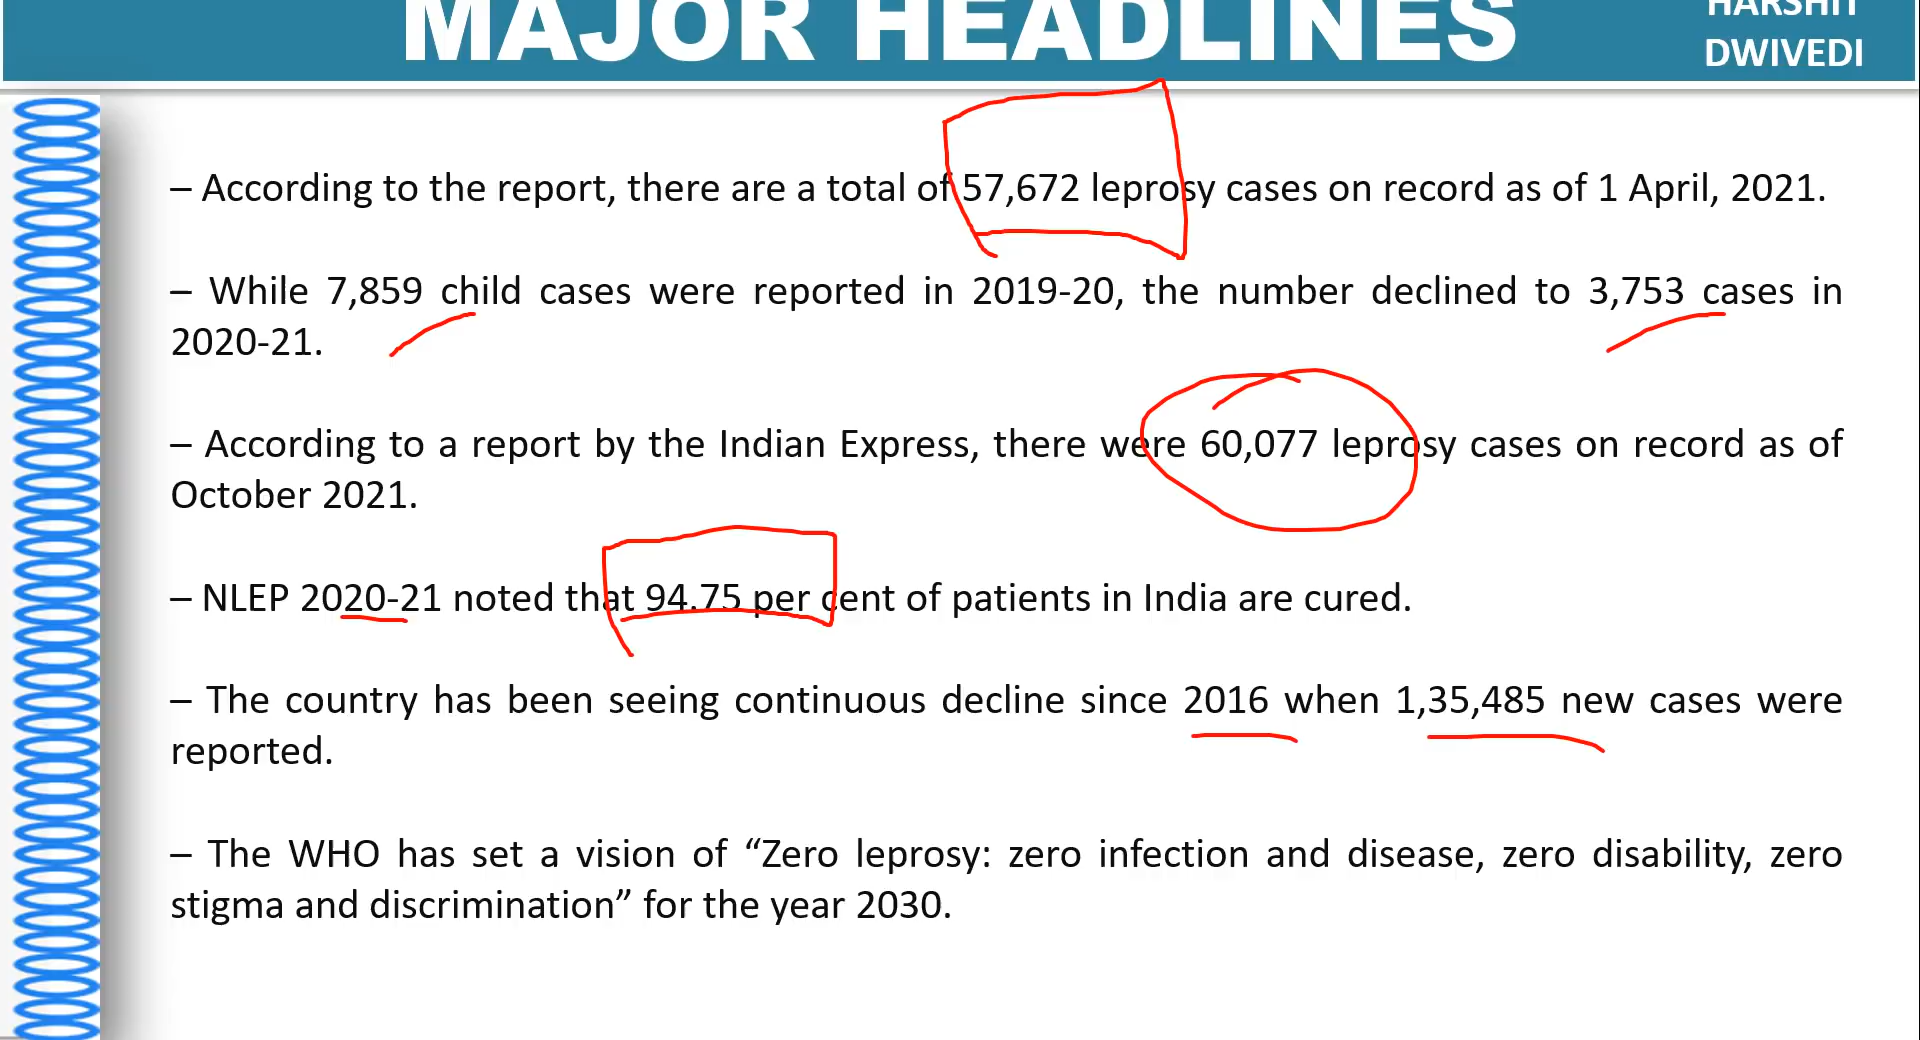 MAJOR HEADLINES
HARSHIT
DWIVEDI
– According to the report, there are a total of 57,672 leprosy cases on record as of 1 April, 2021.
– While 7,859 child cases were reported in 2019-20, the number declined to 3,753 cases in
2020-21.
– According to a report by the Indian Express, there were 60,077 leprosy cases on record as of
October 2021.
– NLEP 2020-21 noted that 94.75 per cent of patients in India are cured.
– The country has been seeing continuous decline since 2016 when 1,35,485 new cases were
reported.
– The WHO has set a vision of “Zero leprosy: zero infection and disease, zero disability, zero
stigma and discrimination” for the year 2030.